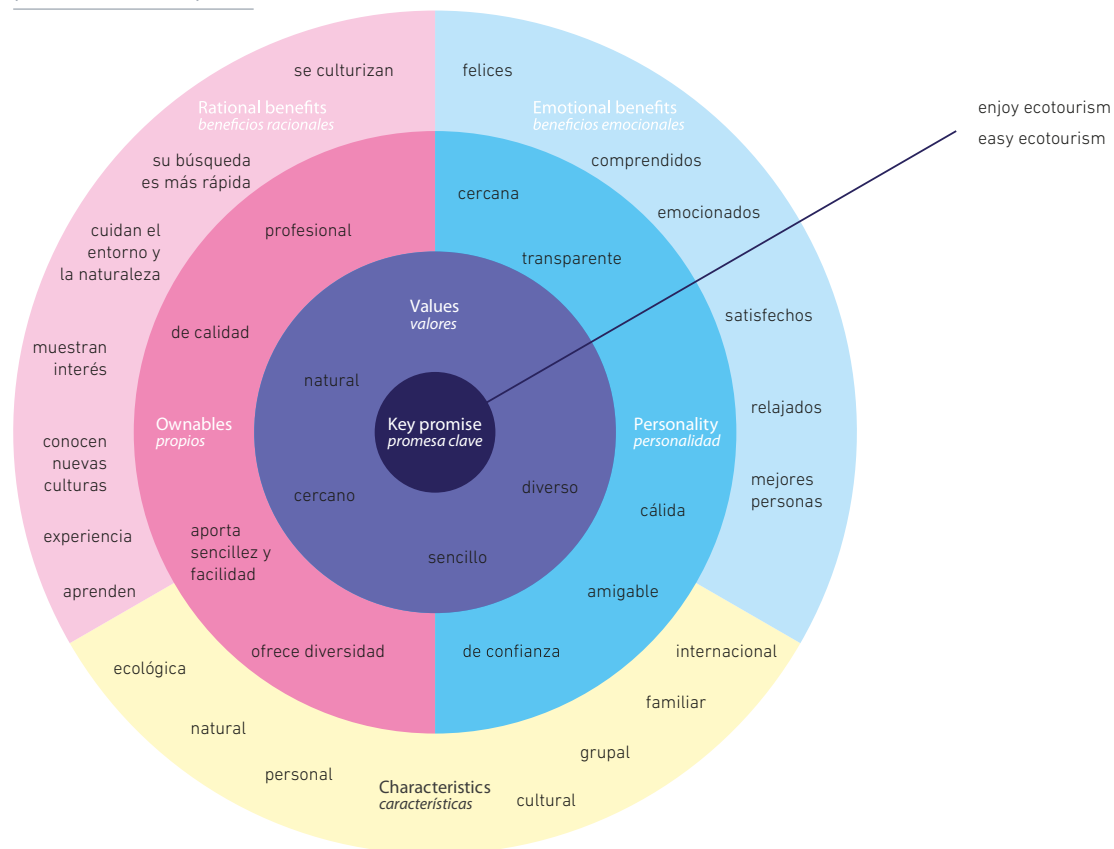 se culturizan
Rational benefits
beneficios racionales
su búsqueda
es más rápida
cuidan el
entorno y
la naturaleza
muestran
interés
conocen
nuevas
culturas
experiencia
aprenden
felices
Emotional benefits
beneficios emocionales
comprendidos
emocionados
satisfechos
relajados
mejores
personas
profesional
de calidad
Ownables
propios
aporta
sencillez y
facilidad
ofrece diversidad
cercana
transparente
Personality
personalidad
cálida
amigable
de confianza
Values
valores
natural
cercano
diverso
sencillo
Key promise
promesa clave
enjoy ecotourism
easy ecotourism
ecológica
natural
personal
Characteristics
características
cultural
grupal
familiar
internacional